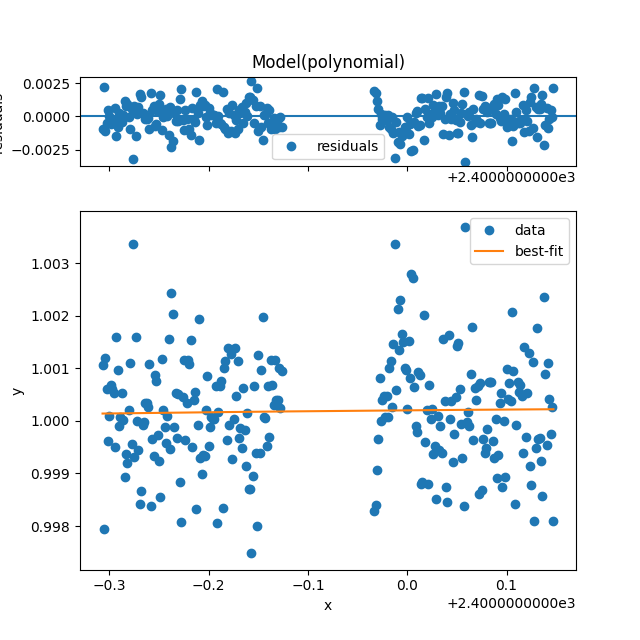 Model(polynomial)
0.0025
0.0000
−0.0025
residuals
+2.4000000000e3
data
best-fit
1.003
1.002
1.001
1.000
0.999
0.998
y
−0.3
−0.2
−0.1
0.0
0.1
x
+2.4000000000e3